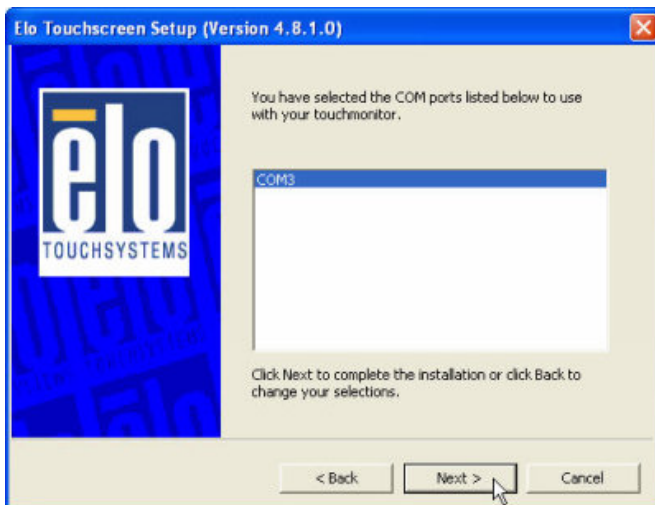 Elo Touchscreen Setup (Version 4.8.1.0)
elo
TOUCHSYSTEMS
You have selected the COM ports listed below to use
with your touchmonitor.
COM3
Click Next to complete the installation or click Back to
change your selections.
< Back
Next >
Cancel